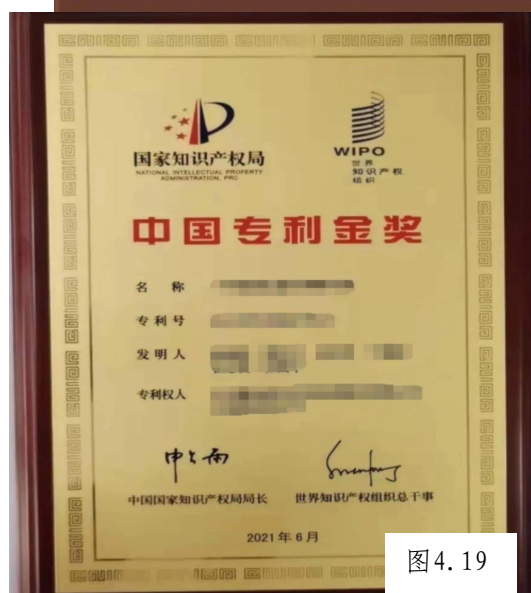 国家知识产权局
NATIONAL INTELLECTUAL PROPERTY
ADMINISTRATION, PRC
WIPO
世界
知识产权
组织
中国专利金奖
名称
专利号
发明人
专利权人
申长雨
中国国家知识产权局局长
世界知识产权组织总干事
2021年6月
图4.19